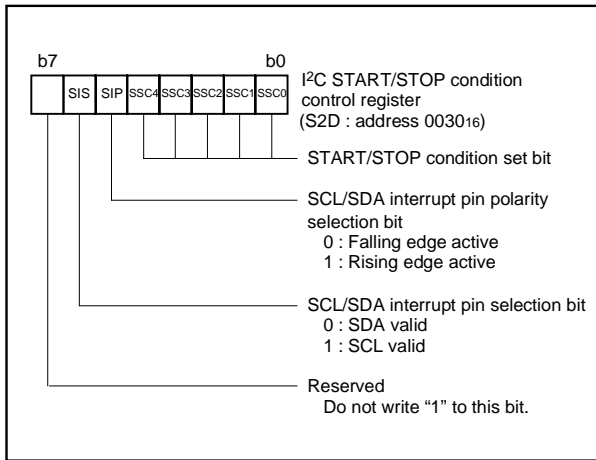 b7 b0
SIS SIP SSC4 SSC3 SSC2 SSC1 SSC0
I2C START/STOP condition
control register
(S2D : address 003016)
START/STOP condition set bit
SCL/SDA interrupt pin polarity
selection bit
0 : Falling edge active
1 : Rising edge active
SCL/SDA interrupt pin selection bit
0 : SDA valid
1 : SCL valid
Reserved
Do not write “1” to this bit.